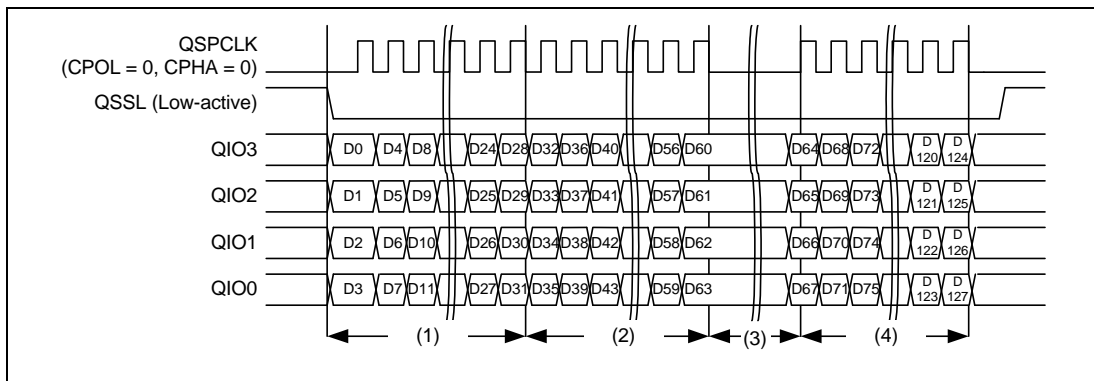 QSPCLK
(CPOL = 0, CPHA = 0)
QSSL (Low-active)
QIO3 D0 D4 D8 D24 D28 D32 D36 D40 D56 D60 D64 D68 D72 D 120 D 124
QIO2 D1 D5 D9 D25 D29 D33 D37 D41 D57 D61 D65 D69 D73 D 121 D 125
QIO1 D2 D6 D10 D26 D30 D34 D38 D42 D58 D62 D66 D70 D74 D 122 D 126
QIO0 D3 D7 D11 D27 D31 D35 D39 D43 D59 D63 D67 D71 D75 D 123 D 127
(1) (2) (3) (4)